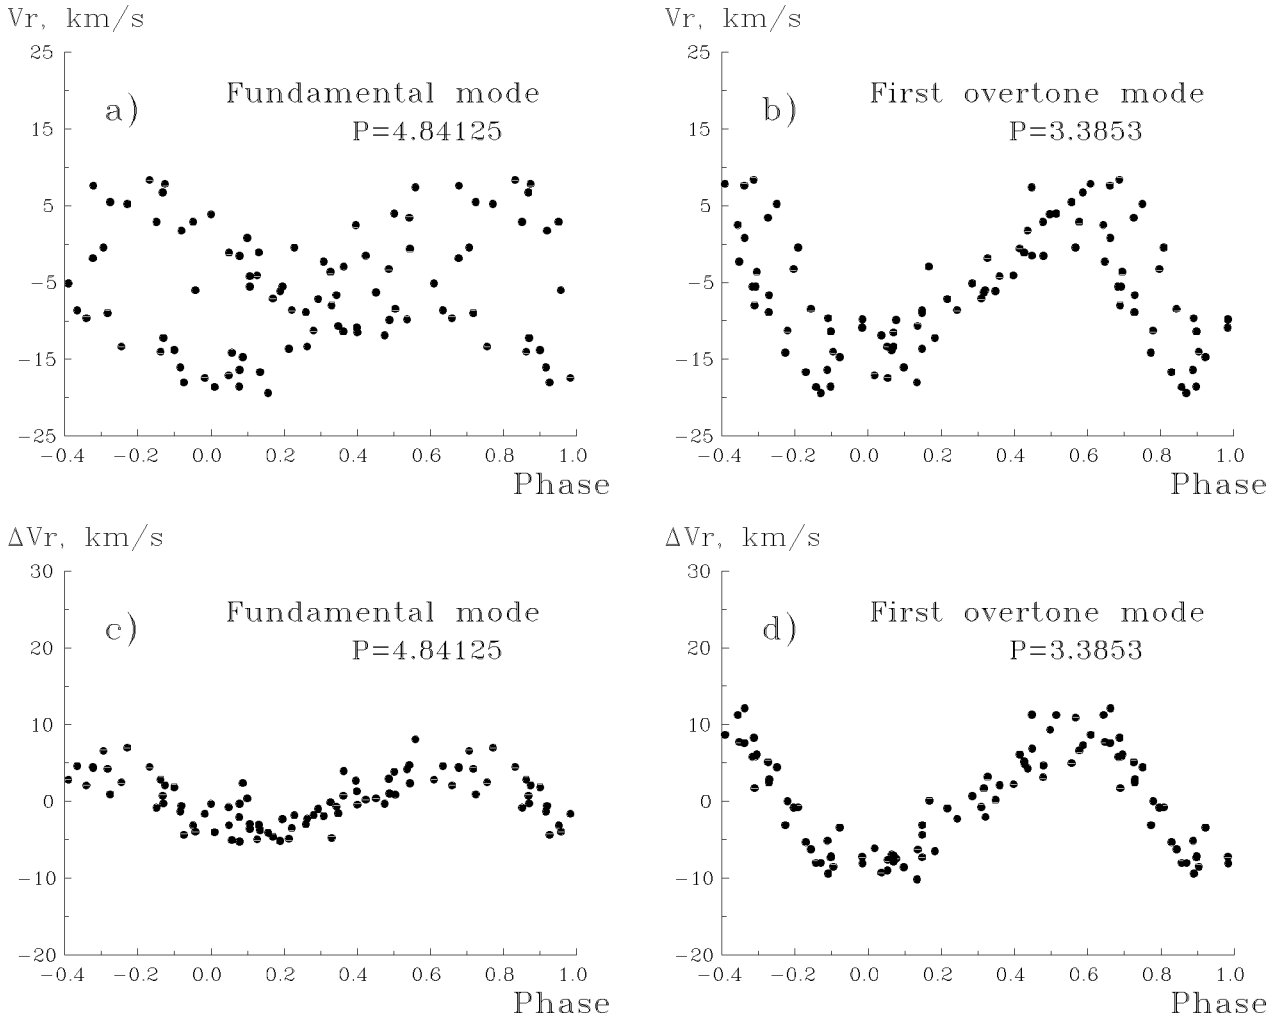 Vr, km/s
25
15
5
−5
−15
−25
a)
Fundamental mode
P=4.84125
−0.4 −0.2 0.0 0.2 0.4 0.6 0.8 1.0
Phase
Vr, km/s
25
15
5
−5
−15
−25
b)
First overtone mode
P=3.3853
−0.4 −0.2 0.0 0.2 0.4 0.6 0.8 1.0
Phase
ΔVr, km/s
30
20
10
0
−10
−20
c)
Fundamental mode
P=4.84125
−0.4 −0.2 0.0 0.2 0.4 0.6 0.8 1.0
Phase
ΔVr, km/s
30
20
10
0
−10
−20
d)
First overtone mode
P=3.3853
−0.4 −0.2 0.0 0.2 0.4 0.6 0.8 1.0
Phase